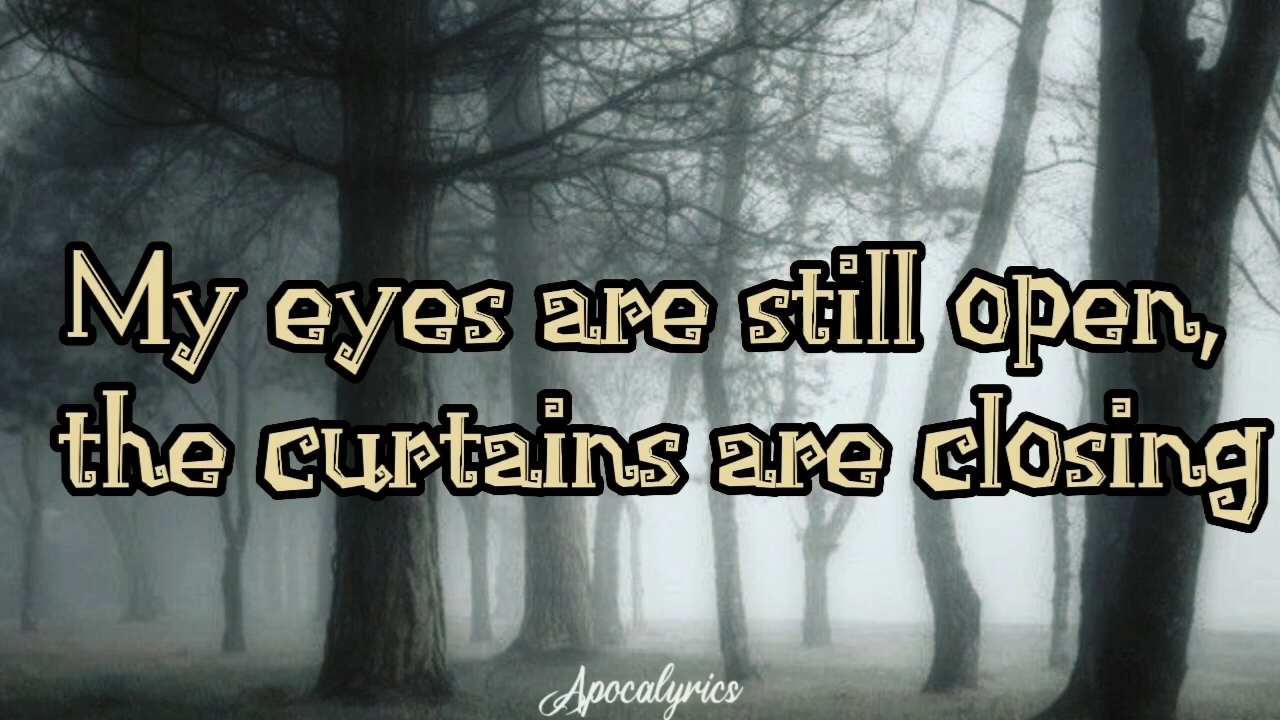 My eyes are still open,
the curtains are closing
Apocalyrics